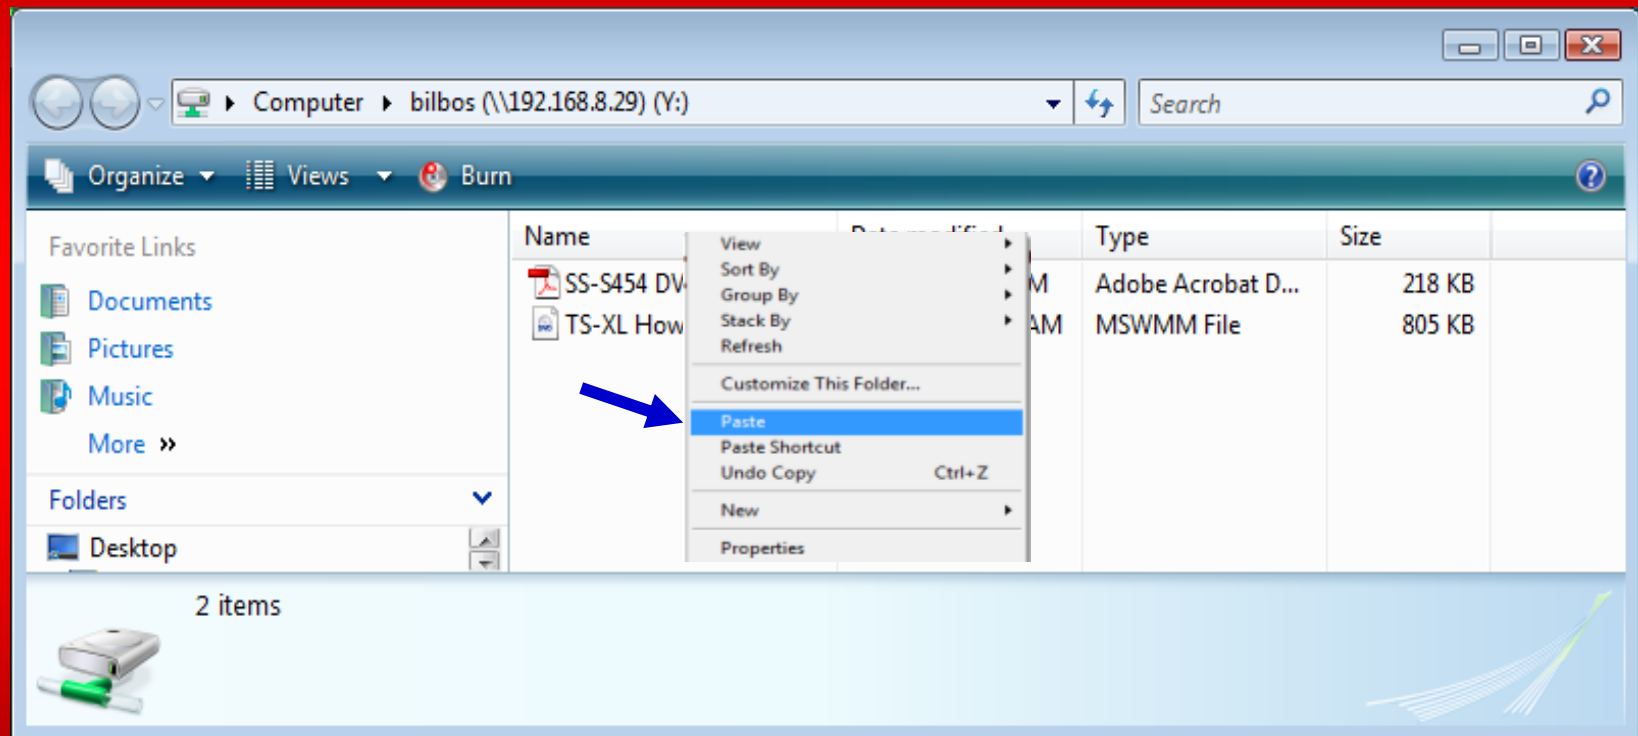 Computer bilbos (\\192.168.8.29) (Y:)
Search
Organize Views Burn
Favorite Links
Documents
Pictures
Music
More »
Folders
Desktop
Name Type Size
SS-S454 Adobe Acrobat D... 218 KB
TS-XL How AM MSWMM File 805 KB
View
Sort By
Group By
Stack By
Refresh
Customize This Folder...
Paste
Paste Shortcut
Undo Copy Ctrl+Z
New
Properties
2 items